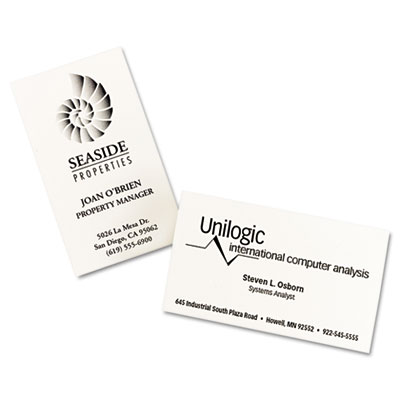 SEASIDE
PROPERTIES
JOAN O'BRIEN
PROPERTY MANAGER
5026 La Mesa Dr.
San Diego, CA 95092
(619) 555-6900
Unilogic
international computer analysis
Steven L. Osborn
Systems Analyst
645 Industrial South Plaza Road • Howell, MN 92552 • 922-545-5555